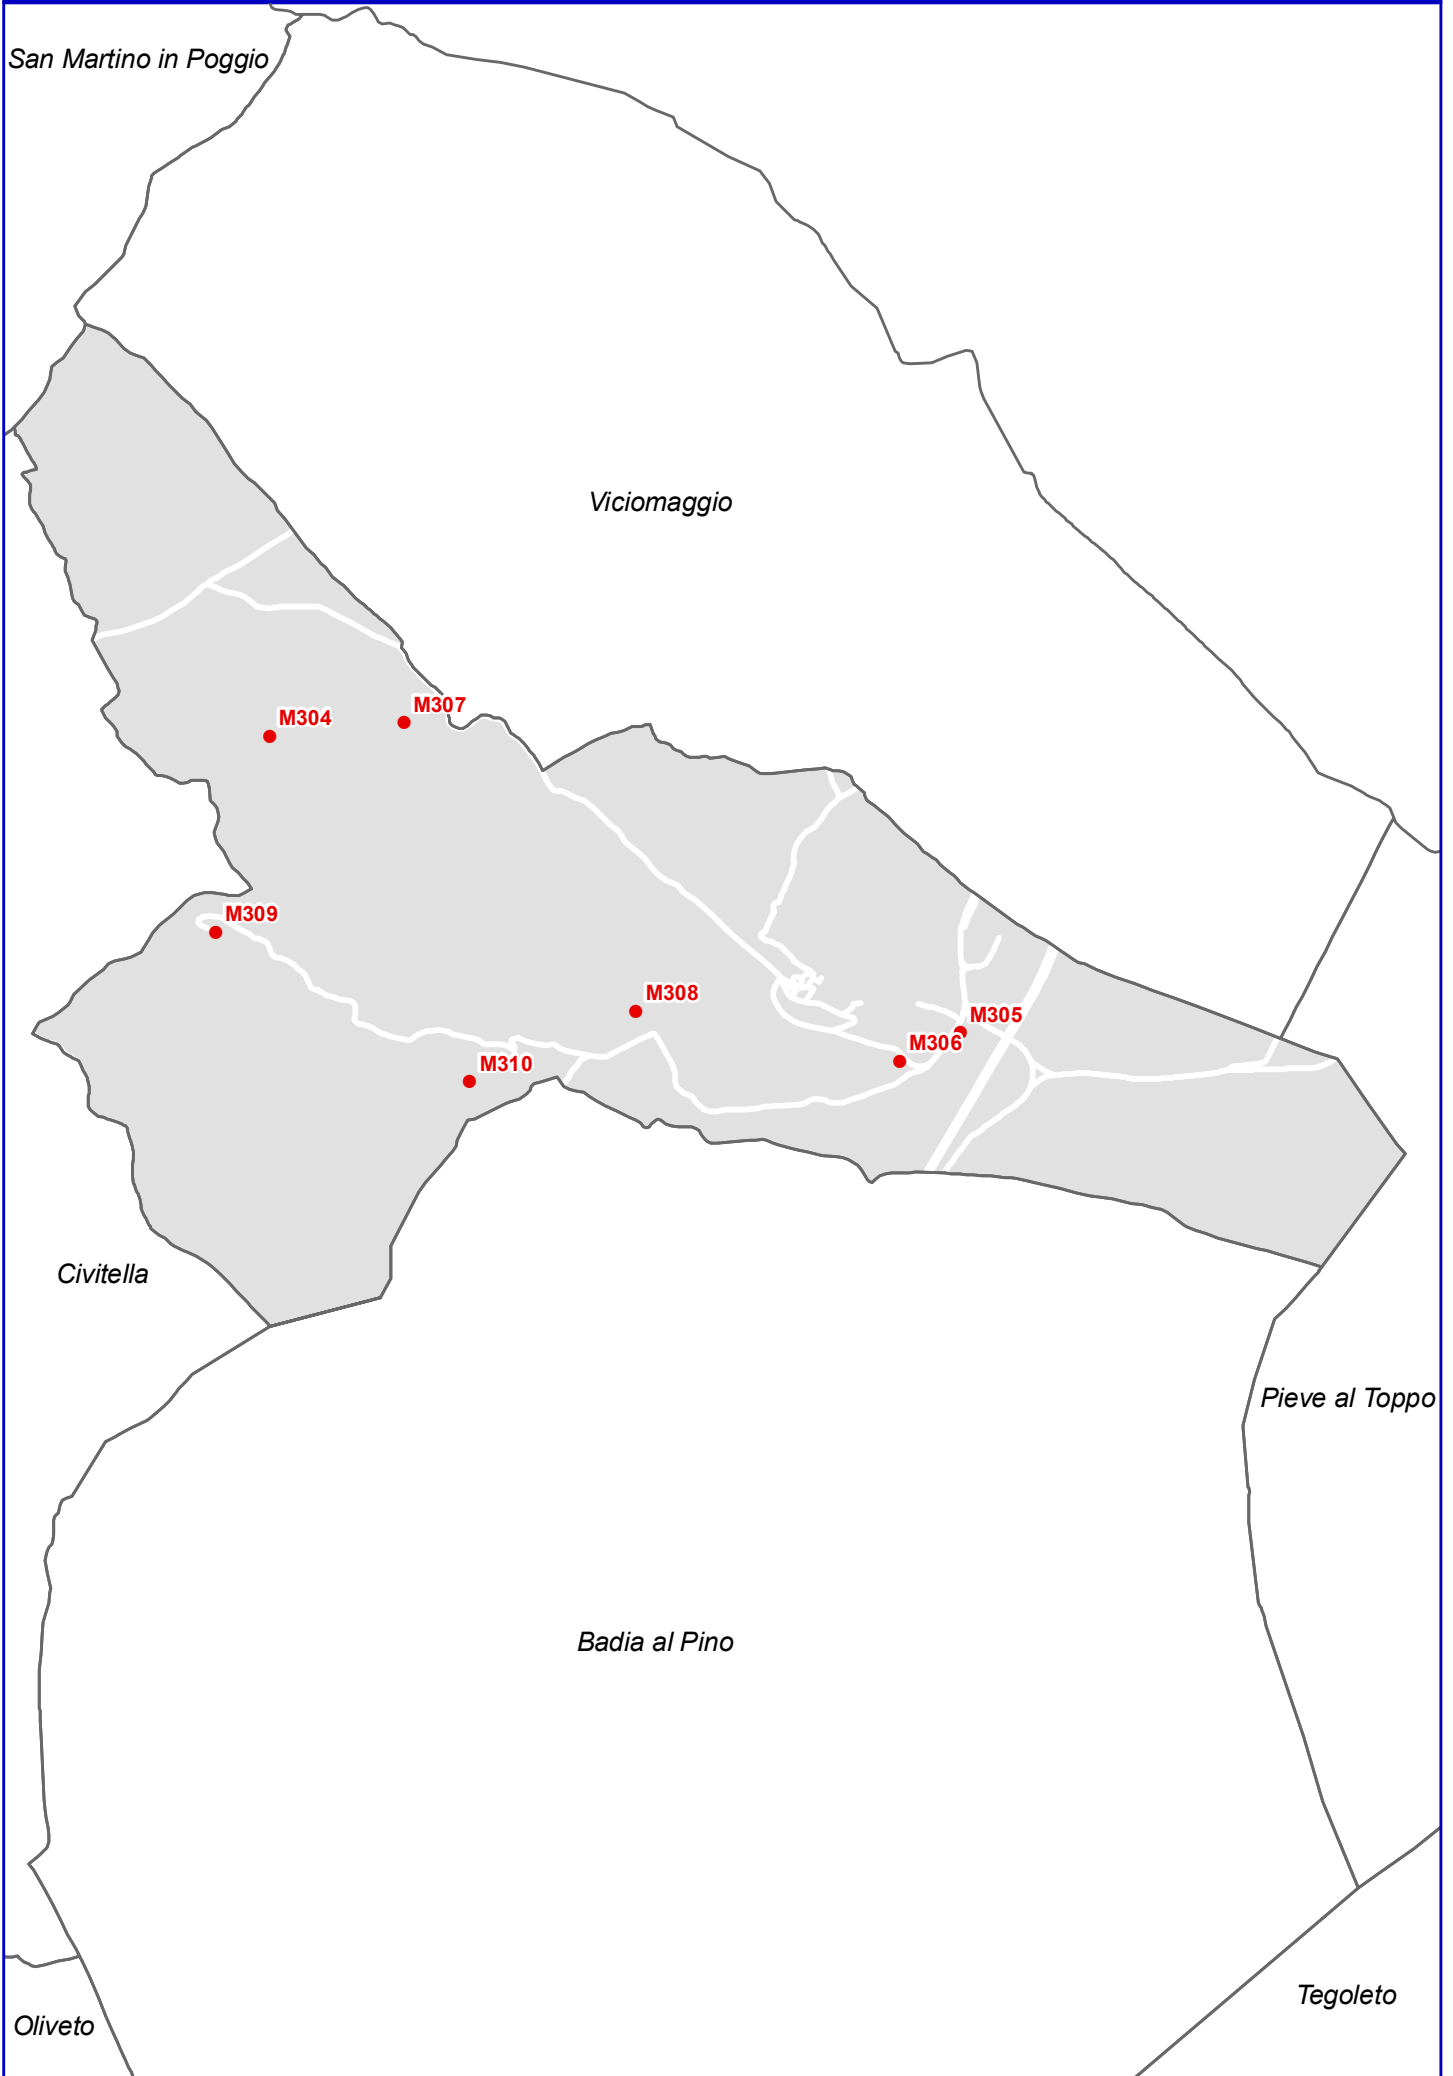 San Martino in Poggio
Viciomaggio
M307
M304
M309
M308
M305
M306
M310
Civitella
Pieve al Toppo
Badia al Pino
Tegoleto
Oliveto